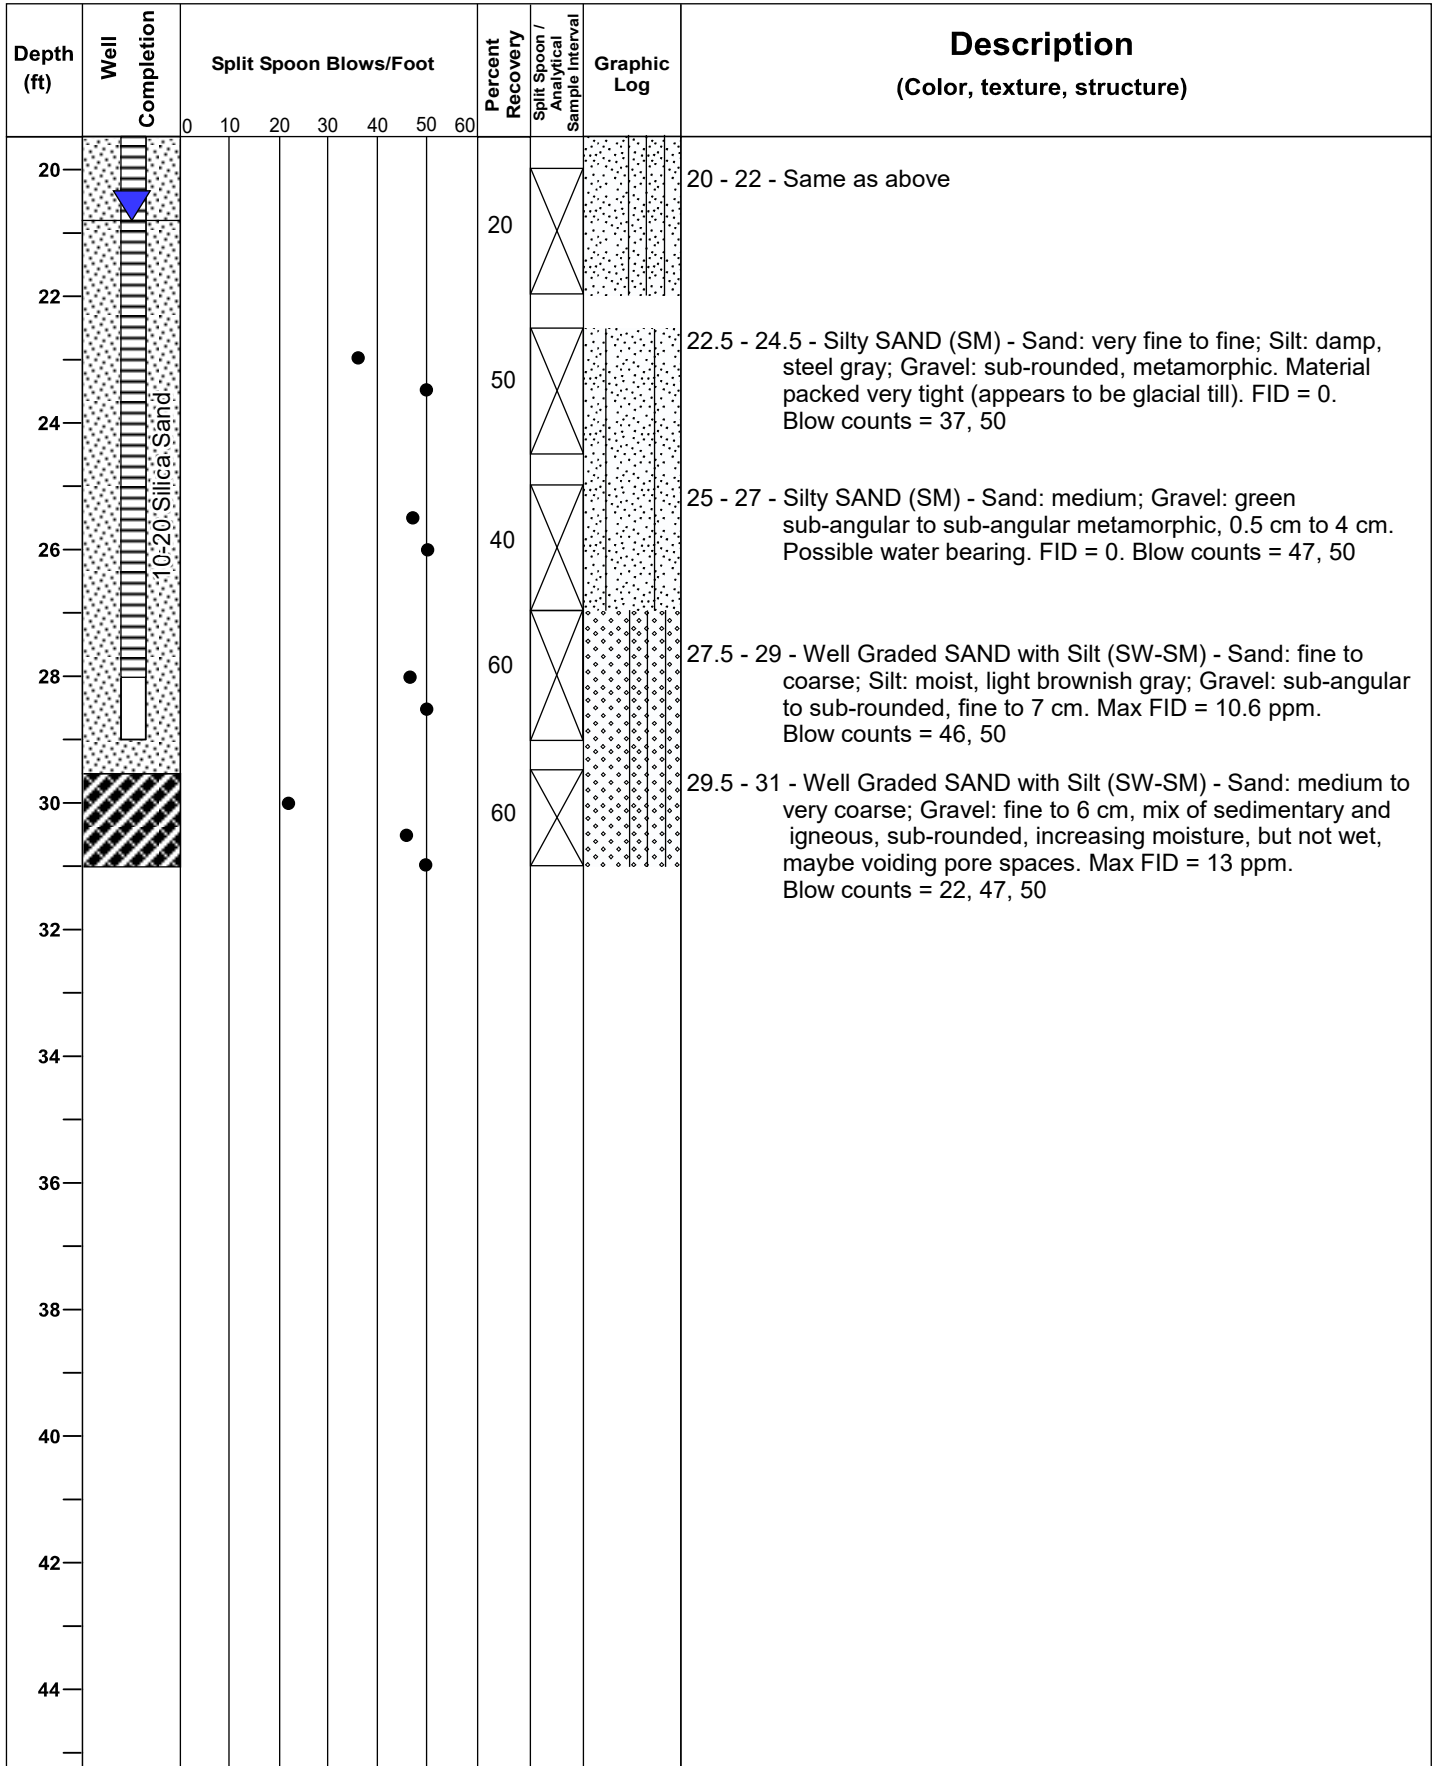 Depth
(ft)
Well
Completion
Split Spoon Blows/Foot
0 10 20 30 40 50 60
Percent
Recovery
Split Spoon /
Analytical
Sample Interval
Graphic
Log
Description
(Color, texture, structure)
20
20 - 22 - Same as above
20
22
22.5 - 24.5 - Silty SAND (SM) - Sand: very fine to fine; Silt: damp,
steel gray; Gravel: sub-rounded, metamorphic. Material
50
packed very tight (appears to be glacial till). FID = 0.
24
Blow counts = 37, 50
10-20 Silica Sand
25 - 27 - Silty SAND (SM) - Sand: medium; Gravel: green
sub-angular to sub-angular metamorphic, 0.5 cm to 4 cm.
40
26
Possible water bearing. FID = 0. Blow counts = 47, 50
27.5 - 29 - Well Graded SAND with Silt (SW-SM) - Sand: fine to
60
28
coarse; Silt: moist, light brownish gray; Gravel: sub-angular
to sub-rounded, fine to 7 cm. Max FID = 10.6 ppm.
Blow counts = 46, 50
29.5 - 31 - Well Graded SAND with Silt (SW-SM) - Sand: medium to
30
very coarse; Gravel: fine to 6 cm, mix of sedimentary and
60
igneous, sub-rounded, increasing moisture, but not wet,
maybe voiding pore spaces. Max FID = 13 ppm.
Blow counts = 22, 47, 50
32
34
36
38
40
42
44